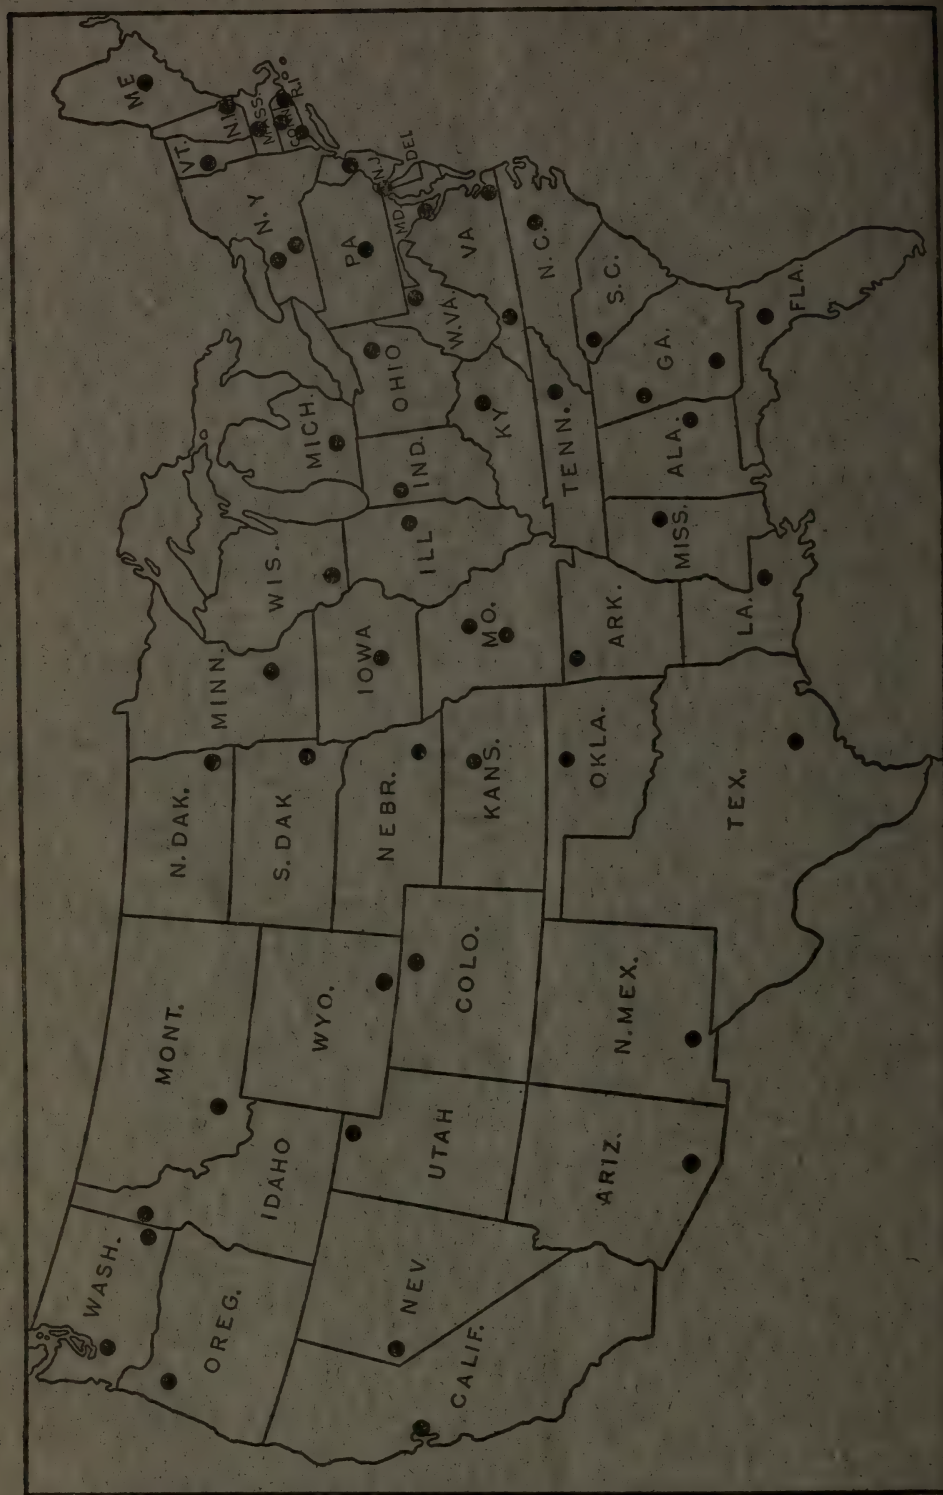 WASH.
OREG.
CALIF.
NEV.
IDAHO
MONT.
WYO.
UTAH
ARIZ.
COLO.
N.MEX.
N. DAK.
S. DAK
NEBR.
KANS.
OKLA.
TEX.
MINN.
IOWA
MO.
ARK.
LA.
WIS.
ILL
MISS.
MICH.
IND.
KY
TENN.
ALA.
OHIO
W.VA.
VA
N.C.
S.C.
GA.
FLA.
PA
N.Y
MD.
DEL
N.J.
VT.
N.H
MASS.
CONN
R.I.
ME